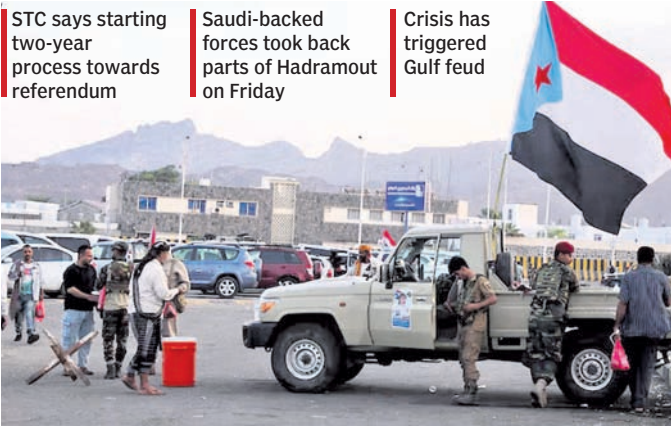 STC says starting
two-year
process towards
referendum
Saudi-backed
forces took back
parts of Hadramout
on Friday
Crisis has
triggered
Gulf feud